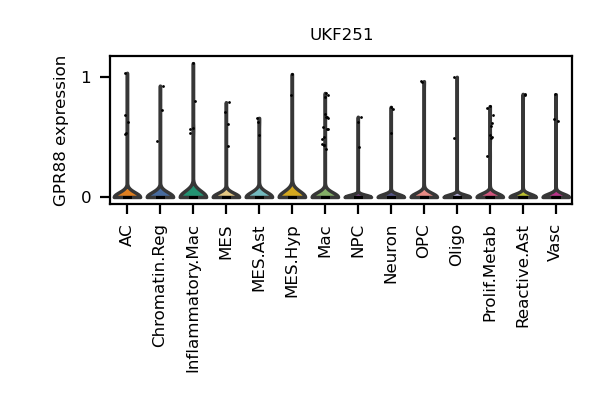 UKF251
GPR88 expression
1
0
AC
Chromatin.Reg
Inflammatory.Mac
MES
MES.Ast
MES.Hyp
Mac
NPC
Neuron
OPC
Oligo
Prolif.Metab
Reactive.Ast
Vasc